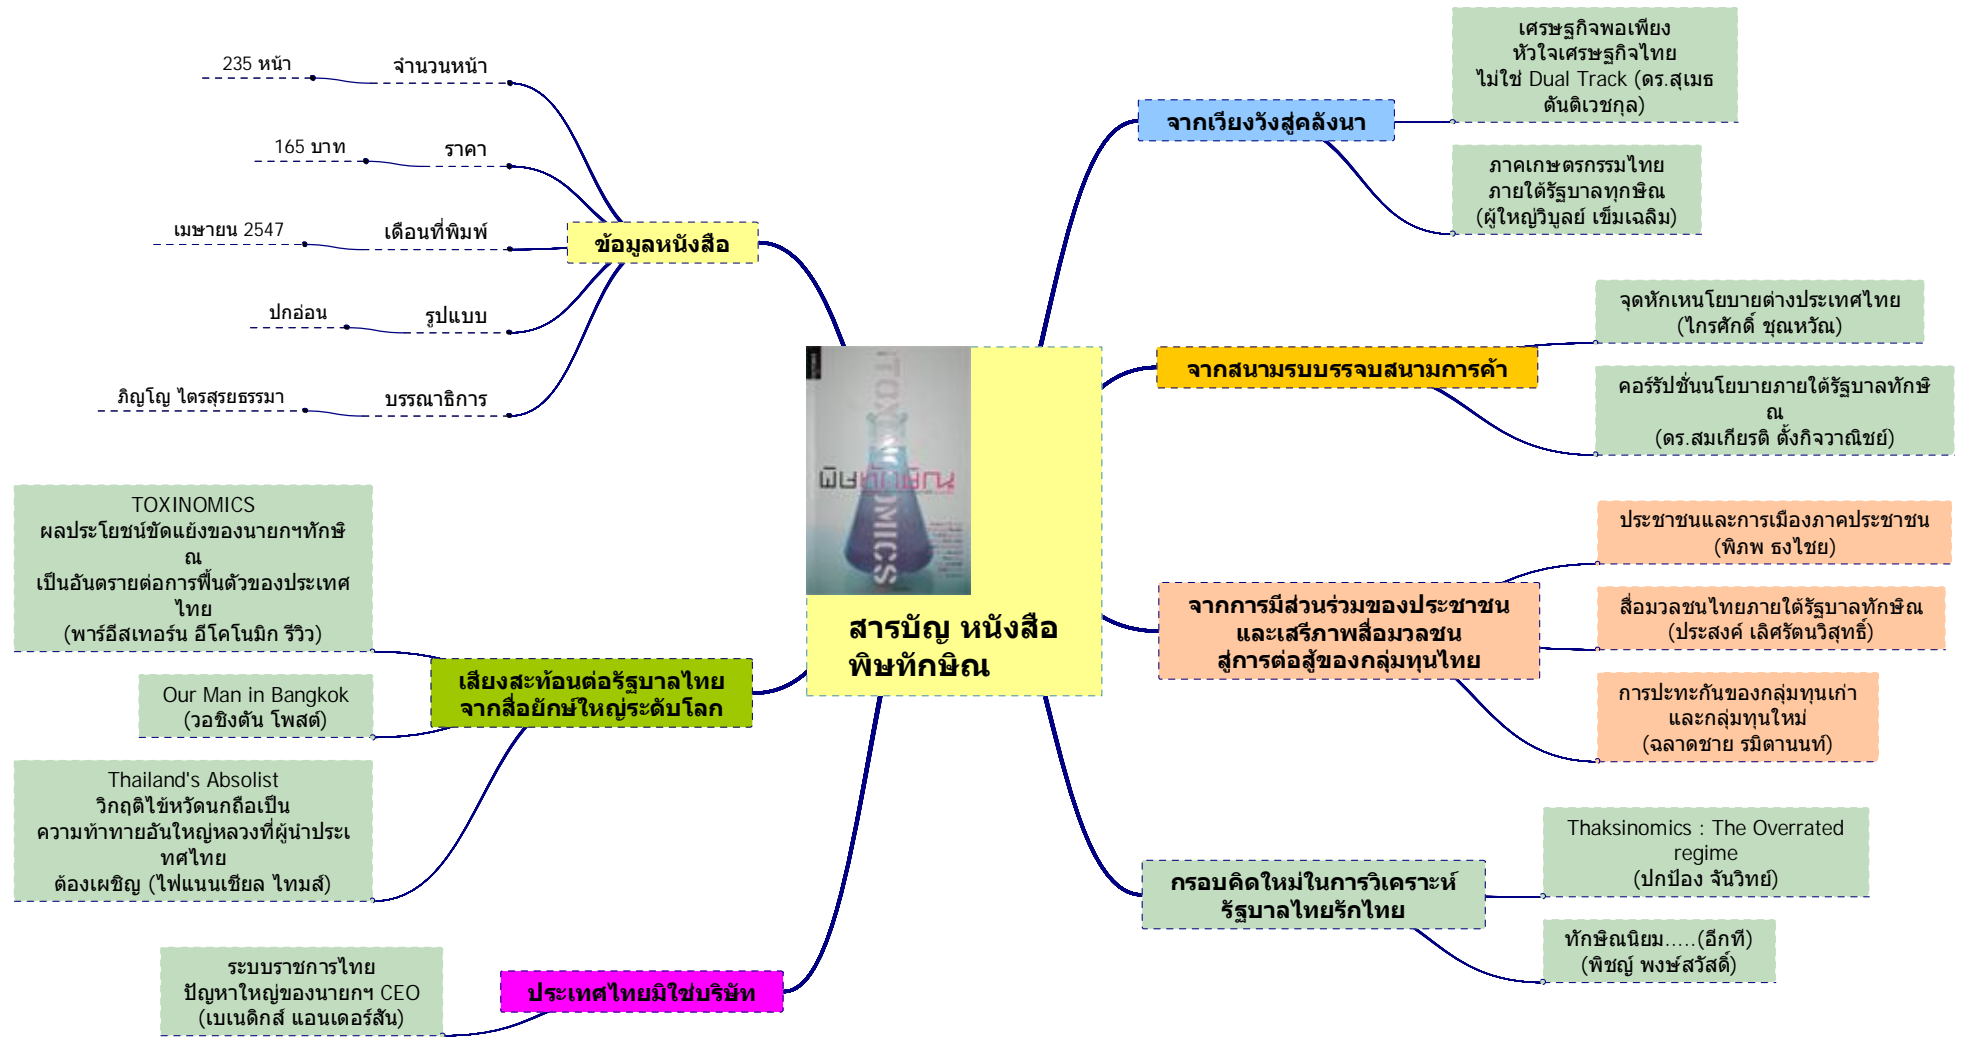 235 หน้า
จำนวนหน้า
165 บาท
ราคา
เมษายน 2547
เดือนที่พิมพ์
ปกอ่อน
รูปแบบ
ภิญโญ ไตรสุรยธรรมา
บรรณาธิการ
ข้อมูลหนังสือ
TOXINOMICS
ผลประโยชน์ขัดแย้งของนายกฯทักษิ
ณ
เป็นอันตรายต่อการฟื้นตัวของประเทศ
ไทย
(ฟาร์อีสเทอร์น อีโคโนมิก รีวิว)
Our Man in Bangkok
(วอชิงตัน โพสต์)
Thailand's Absolist
วิกฤติไข้หวัดนกถือเป็น
ความท้าทายอันใหญ่หลวงที่ผู้นำประเ
ทศไทย
ต้องเผชิญ (ไฟแนนเชียล ไทมส์)
เสียงสะท้อนต่อรัฐบาลไทย
จากสื่อยักษ์ใหญ่ระดับโลก
ระบบราชการไทย
ปัญหาใหญ่ของนายกฯ CEO
(เบเนดิกส์ แอนเดอร์สัน)
ประเทศไทยมิใช่บริษัท
TOXINOMICS
พิษทักษิณ
สารบัญ หนังสือ
พิษทักษิณ
จากเวียงวังสู่คลังนา
เศรษฐกิจพอเพียง
หัวใจเศรษฐกิจไทย
ไม่ใช่ Dual Track (ดร.สุเมธ
ตันติเวชกุล)
ภาคเกษตรกรรมไทย
ภายใต้รัฐบาลทุกษิณ
(ผู้ใหญ่วิบูลย์ เข็มเฉลิม)
จากสนามรบบรรจบสนามการค้า
จุดหักเหนโยบายต่างประเทศไทย
(ไกรศักดิ์ ชุณหวัณ)
คอร์รัปชั่นนโยบายภายใต้รัฐบาลทักษิ
ณ
(ดร.สมเกียรติ ตั้งกิจวาณิชย์)
จากการมีส่วนร่วมของประชาชน
และเสรีภาพสื่อมวลชน
สู่การต่อสู้ของกลุ่มทุนไทย
ประชาชนและการเมืองภาคประชาชน
(พิภพ ธงไชย)
สื่อมวลชนไทยภายใต้รัฐบาลทักษิณ
(ประสงค์ เลิศรัตนวิสุทธิ์)
การปะทะกันของกลุ่มทุนเก่า
และกลุ่มทุนใหม่
(ฉลาดชาย รมิตานนท์)
กรอบคิดใหม่ในการวิเคราะห์
รัฐบาลไทยรักไทย
Thaksinomics : The Overrated
regime
(ปกป้อง จันวิทย์)
ทักษิณนิยม.....(อีกที)
(พิชญ์ พงษ์สวัสดิ์)